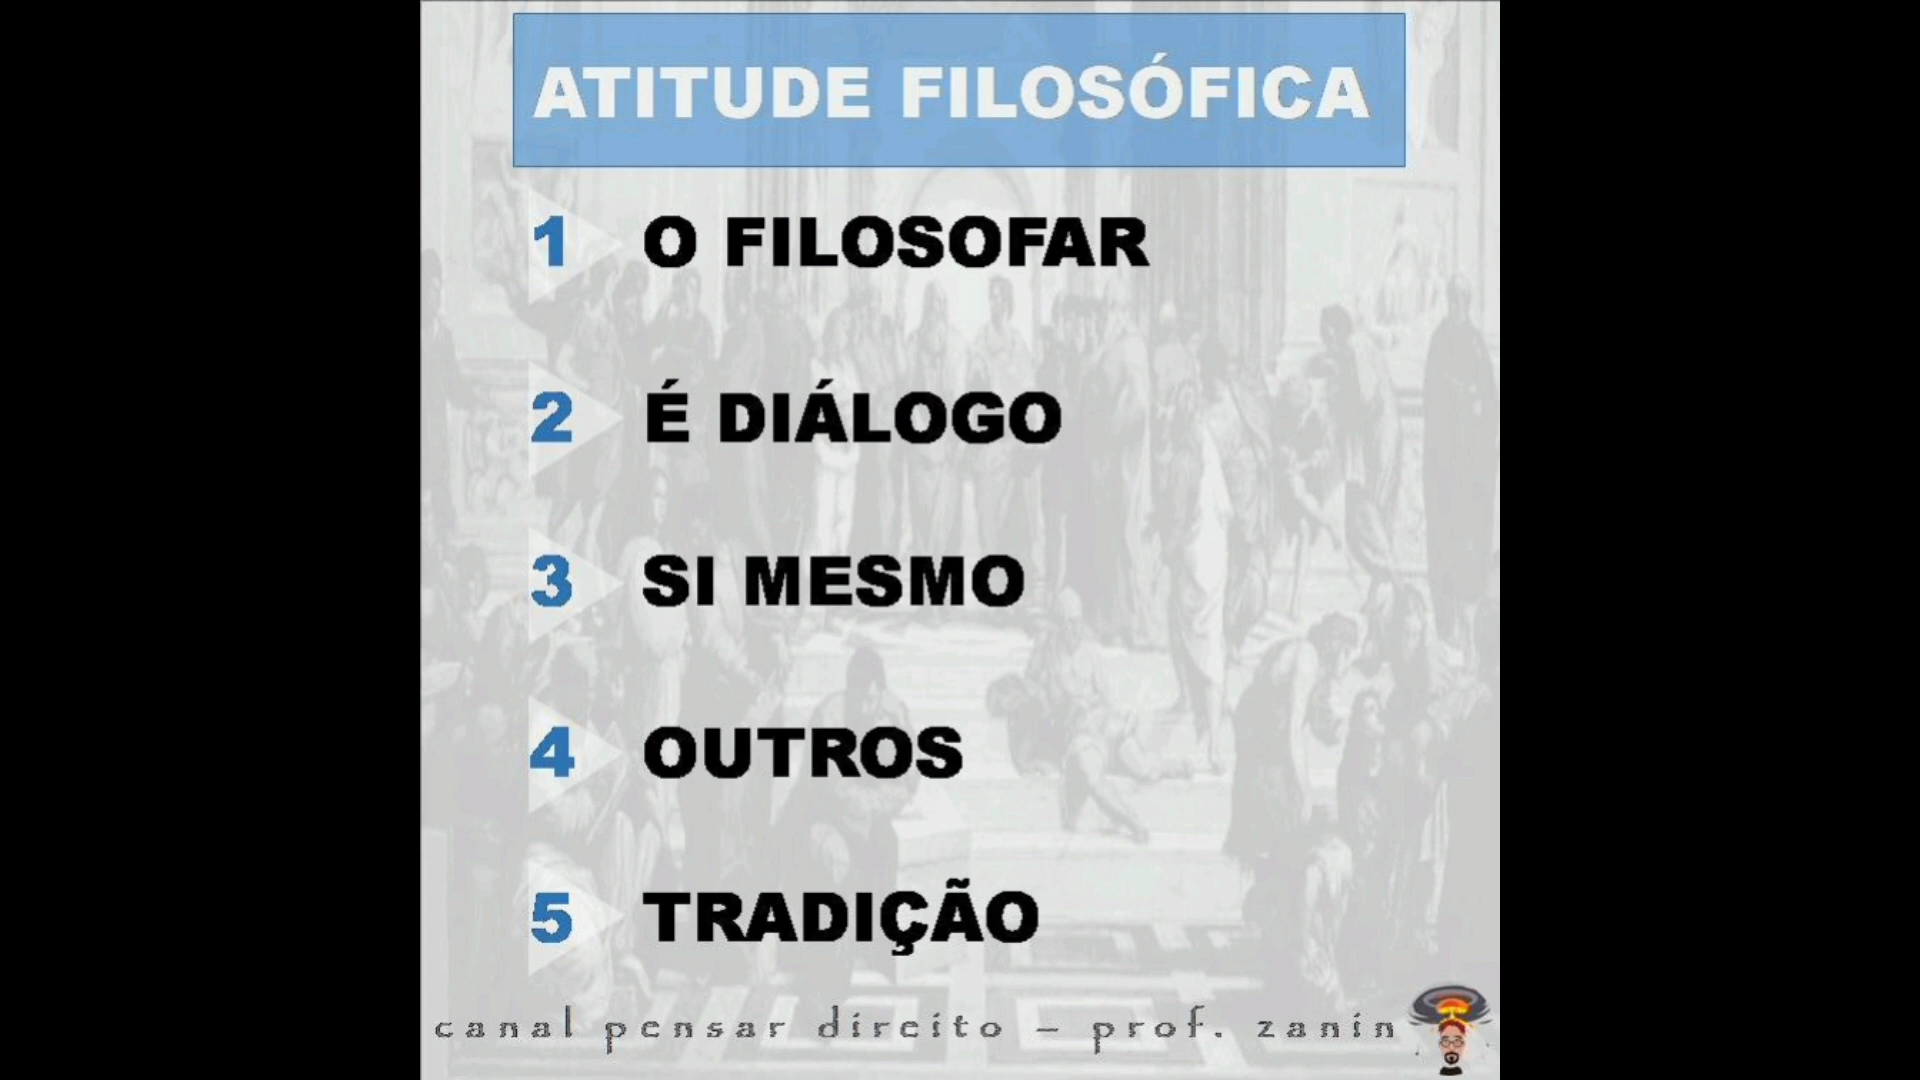 ATITUDE FILOSÓFICA
1 O FILOSOFAR
2 É DIÁLOGO
3 SI MESMO
4 OUTROS
5 TRADIÇÃO
canal pensar direito – prof. zanin